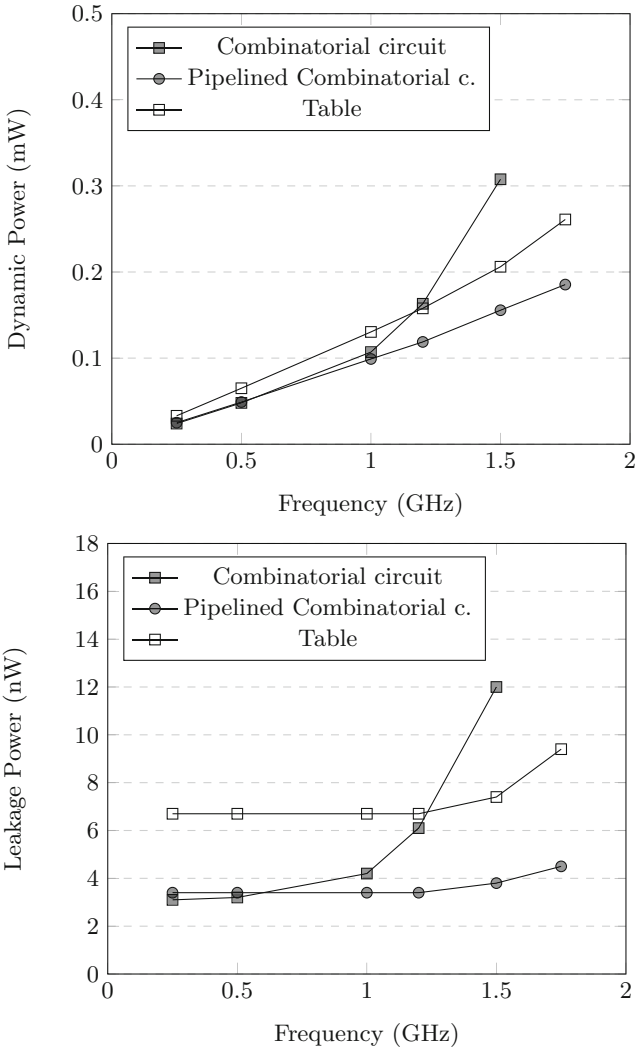 0.5
0.4
0.3
0.2
0.1
0
Dynamic Power (mW)
Combinatorial circuit
Pipelined Combinatorial c.
Table
0 0.5 1 1.5 2
Frequency (GHz)
18
16
14
12
10
8
6
4
2
0
Leakage Power (nW)
Combinatorial circuit
Pipelined Combinatorial c.
Table
0 0.5 1 1.5 2
Frequency (GHz)